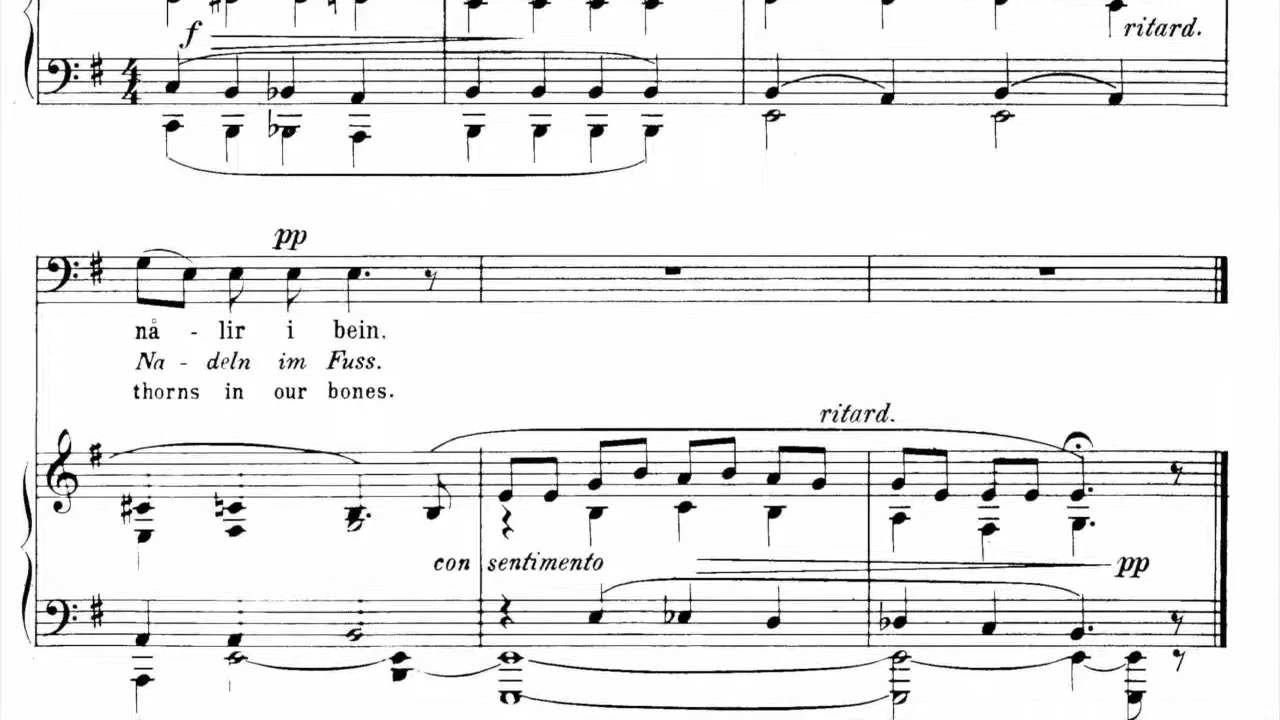 f
ritard.
pp
nå - lir i bein.
Na - deln im Fuss.
thorns in our bones.
ritard.
con sentimento
pp